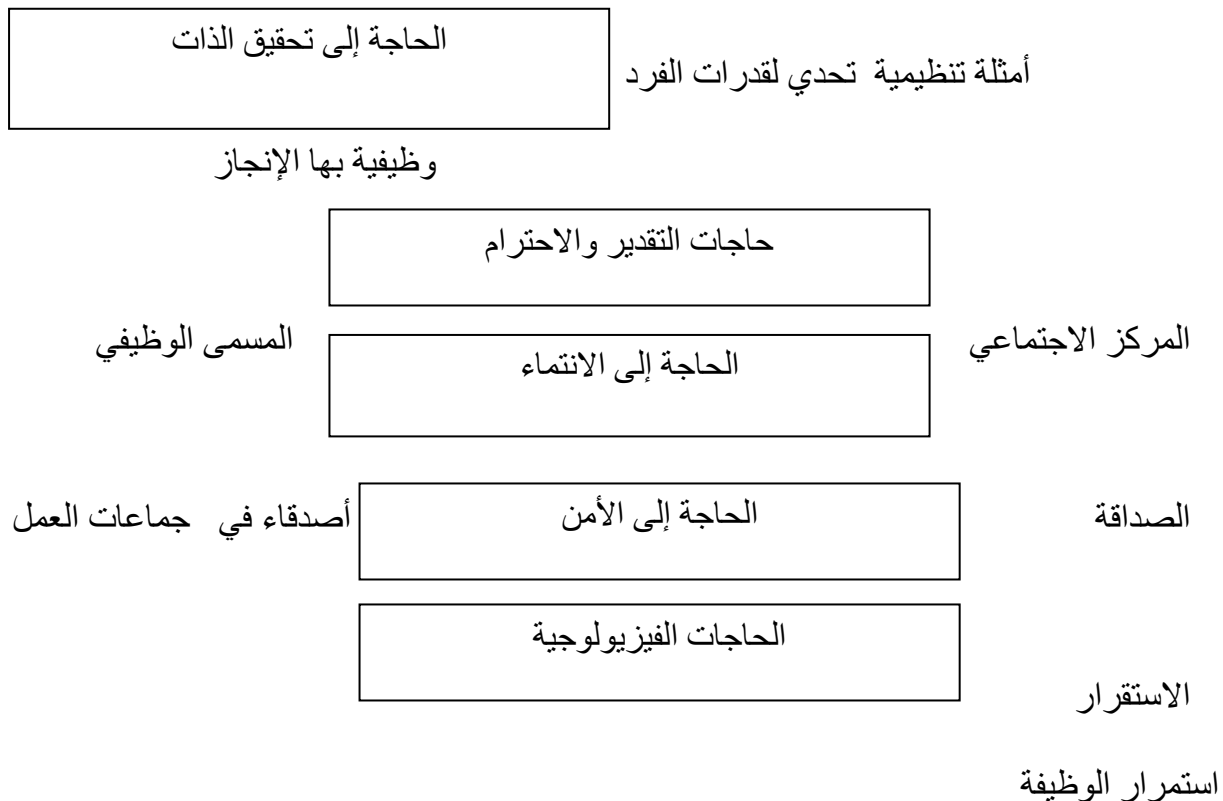 الحاجة إلى تحقيق الذات
أمثلة تنظيمية تحدي لقدرات الفرد
وظيفية بها الإنجاز
حاجات التقدير والاحترام
المركز الاجتماعي
المسمى الوظيفي
الحاجة إلى الانتماء
الصداقة
الحاجة إلى الأمن
أصدقاء في جماعات العمل
الحاجات الفيزيولوجية
الاستقرار
استمرار الوظيفة